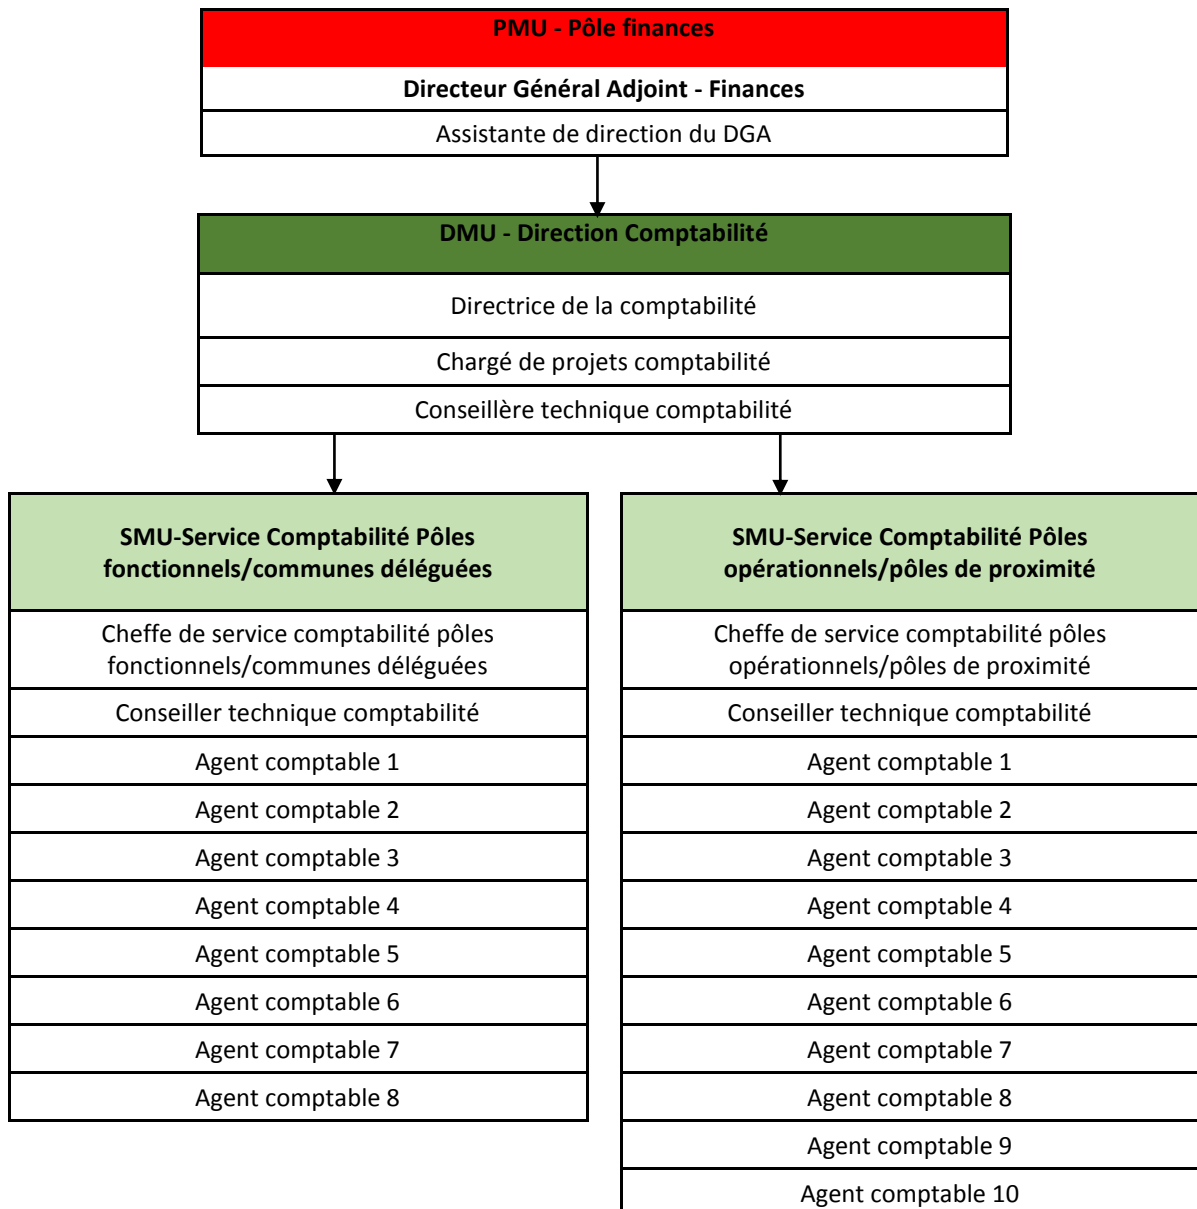 PMU - Pôle finances
Directeur Général Adjoint - Finances
Assistante de direction du DGA
DMU - Direction Comptabilité
Directrice de la comptabilité
Chargé de projets comptabilité
Conseillère technique comptabilité
SMU-Service Comptabilité Pôles
fonctionnels/communes déléguées
Cheffe de service comptabilité pôles
fonctionnels/communes déléguées
Conseiller technique comptabilité
Agent comptable 1
Agent comptable 2
Agent comptable 3
Agent comptable 4
Agent comptable 5
Agent comptable 6
Agent comptable 7
Agent comptable 8
SMU-Service Comptabilité Pôles
opérationnels/pôles de proximité
Cheffe de service comptabilité pôles
opérationnels/pôles de proximité
Conseiller technique comptabilité
Agent comptable 1
Agent comptable 2
Agent comptable 3
Agent comptable 4
Agent comptable 5
Agent comptable 6
Agent comptable 7
Agent comptable 8
Agent comptable 9
Agent comptable 10